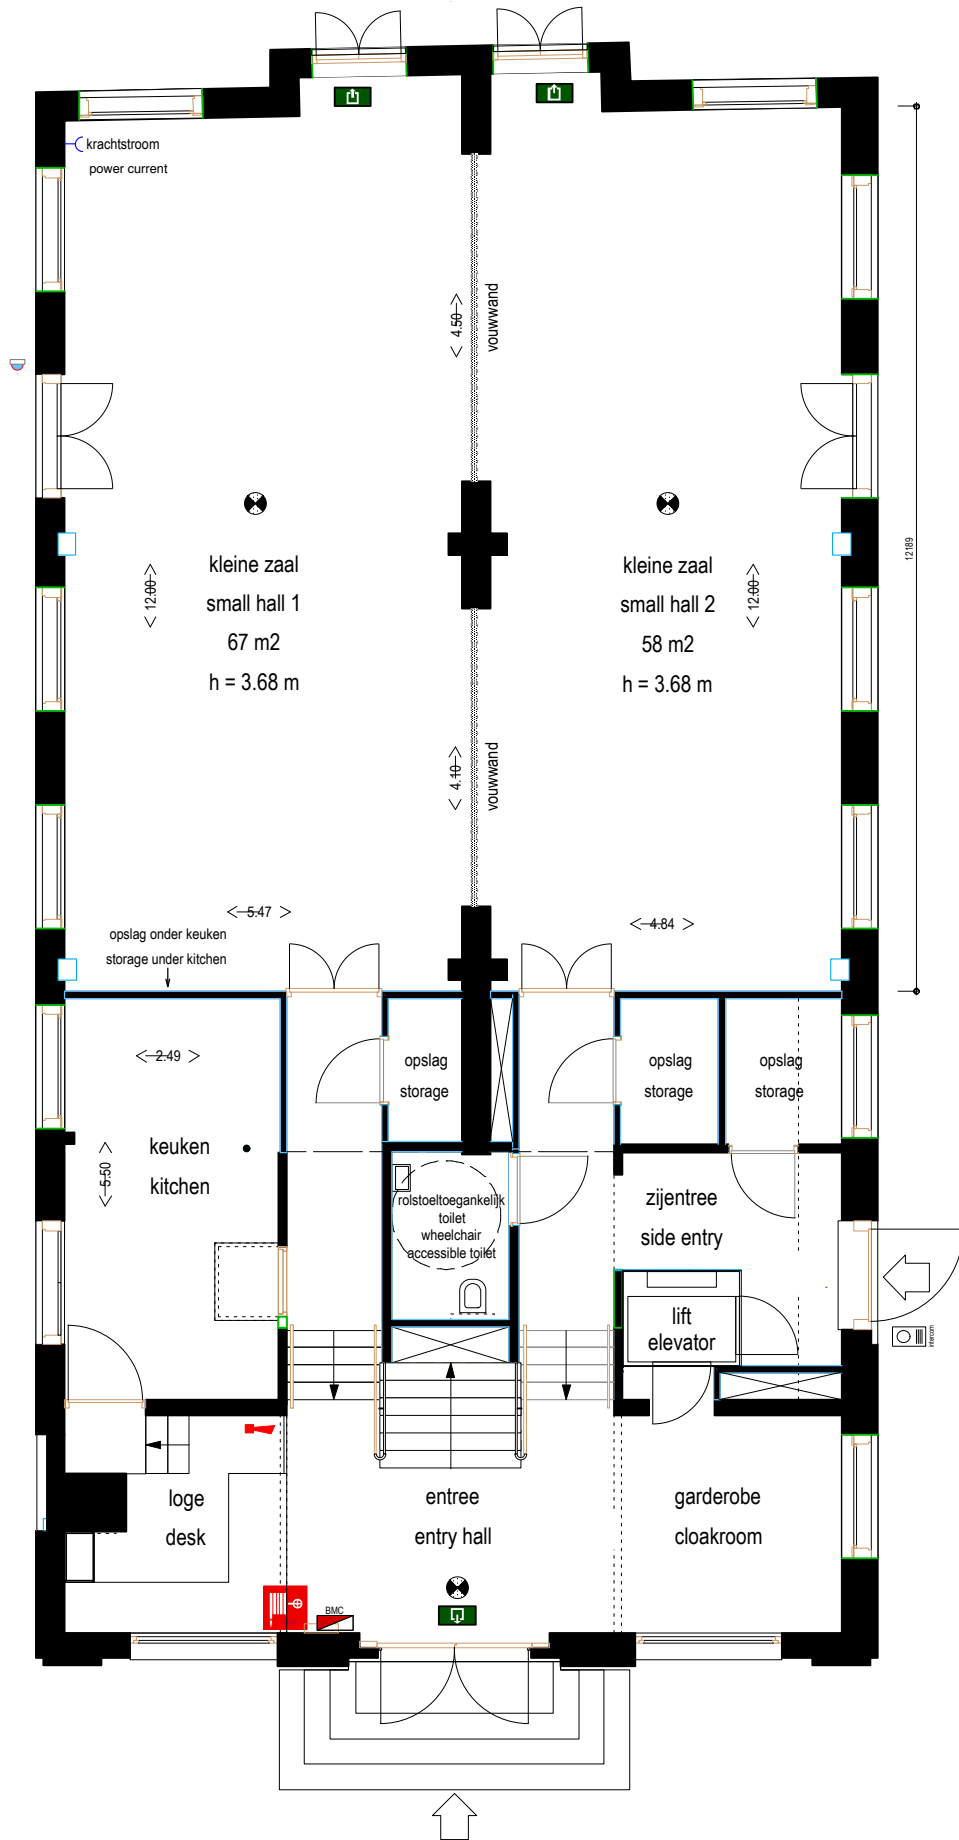 krachtstroom
power current
4.50
vouwwand
kleine zaal
small hall 1
67 m2
h = 3.68 m
12.00
kleine zaal
small hall 2
58 m2
h = 3.68 m
12.00
12189
4.10
vouwwand
5.47
4.84
opslag onder keuken
storage under kitchen
2.49
opslag
storage
opslag
storage
opslag
storage
keuken
kitchen
5.50
rolstoeltoegankelijk
toilet
wheelchair
accessible toilet
zijentree
side entry
lift
elevator
intercom
loge
desk
entree
entry hall
garderobe
cloakroom
BMC